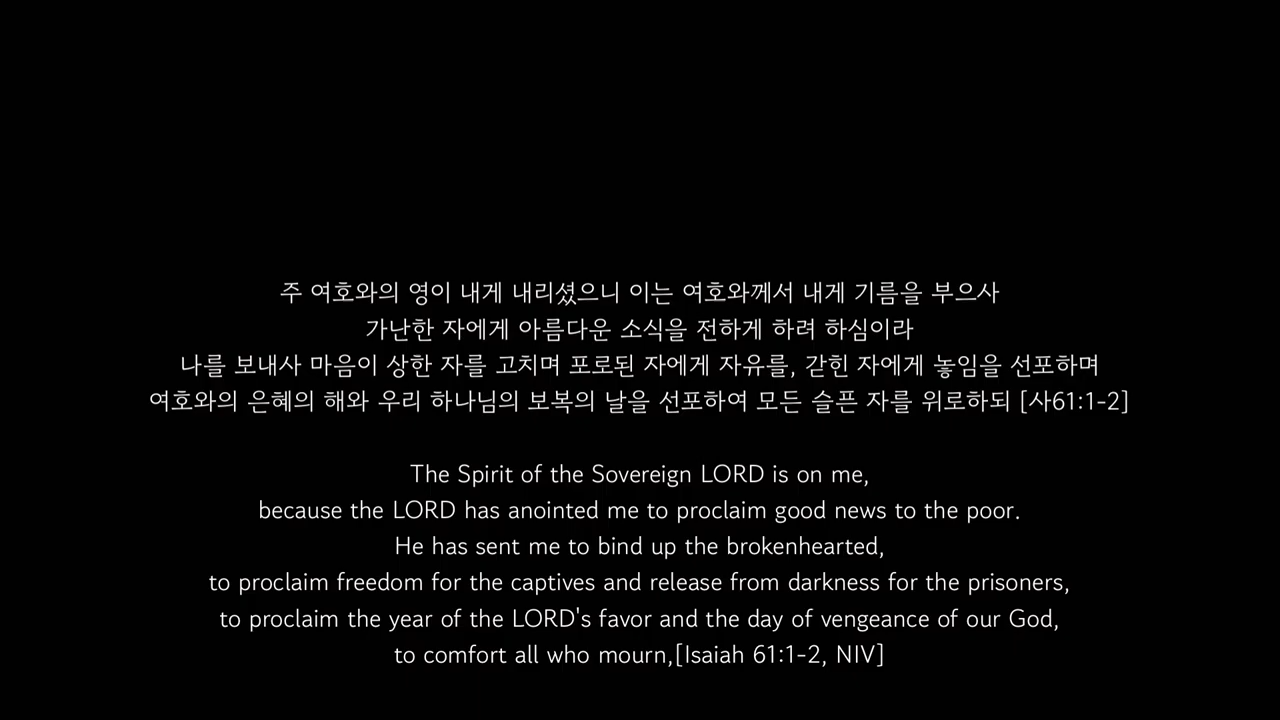 주 여호와의 영이 내게 내리셨으니 이는 여호와께서 내게 기름을 부으사
가난한 자에게 아름다운 소식을 전하게 하려 하심이라
나를 보내사 마음이 상한 자를 고치며 포로된 자에게 자유를, 갇힌 자에게 놓임을 선포하며
여호와의 은혜의 해와 우리 하나님의 보복의 날을 선포하여 모든 슬픈 자를 위로하되 [사61:1-2]
The Spirit of the Sovereign LORD is on me,
because the LORD has anointed me to proclaim good news to the poor.
He has sent me to bind up the brokenhearted,
to proclaim freedom for the captives and release from darkness for the prisoners,
to proclaim the year of the LORD's favor and the day of vengeance of our God,
to comfort all who mourn,[Isaiah 61:1-2, NIV]